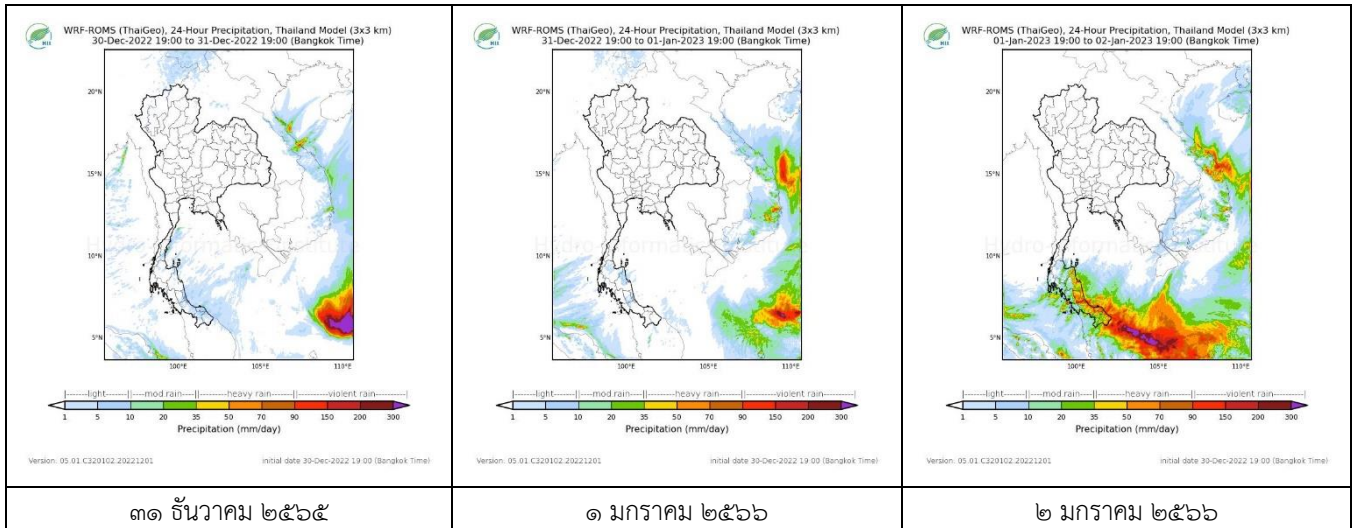 WRF-ROMS (ThaiGeo), 24-Hour Precipitation, Thailand Model (3x3 km)
30-Dec-2022 19:00 to 31-Dec-2022 19:00 (Bangkok Time)
20°N
15°N
10°N
5°N
100°E
105°E
110°E
Hydro-Informatics Institute
|------light------||----mod.rain----||------heavy rain------||------violent rain------|
1 5 10 20 35 50 70 90 150 200 300
Precipitation (mm/day)
Version: 05.01.C320102.20221201
initial date 30-Dec-2022 19:00 (Bangkok Time)
๓๑ ธันวาคม ๒๕๖๕
WRF-ROMS (ThaiGeo), 24-Hour Precipitation, Thailand Model (3x3 km)
31-Dec-2022 19:00 to 01-Jan-2023 19:00 (Bangkok Time)
20°N
15°N
10°N
5°N
100°E
105°E
110°E
Hydro-Informatics Institute
|------light------||----mod.rain----||------heavy rain------||------violent rain------|
1 5 10 20 35 50 70 90 150 200 300
Precipitation (mm/day)
Version: 05.01.C320102.20221201
initial date 30-Dec-2022 19:00 (Bangkok Time)
๑ มกราคม ๒๕๖๖
WRF-ROMS (ThaiGeo), 24-Hour Precipitation, Thailand Model (3x3 km)
01-Jan-2023 19:00 to 02-Jan-2023 19:00 (Bangkok Time)
20°N
15°N
10°N
5°N
100°E
105°E
110°E
Hydro-Informatics Institute
|------light------||----mod.rain----||------heavy rain------||------violent rain------|
1 5 10 20 35 50 70 90 150 200 300
Precipitation (mm/day)
Version: 05.01.C320102.20221201
initial date 30-Dec-2022 19:00 (Bangkok Time)
๒ มกราคม ๒๕๖๖